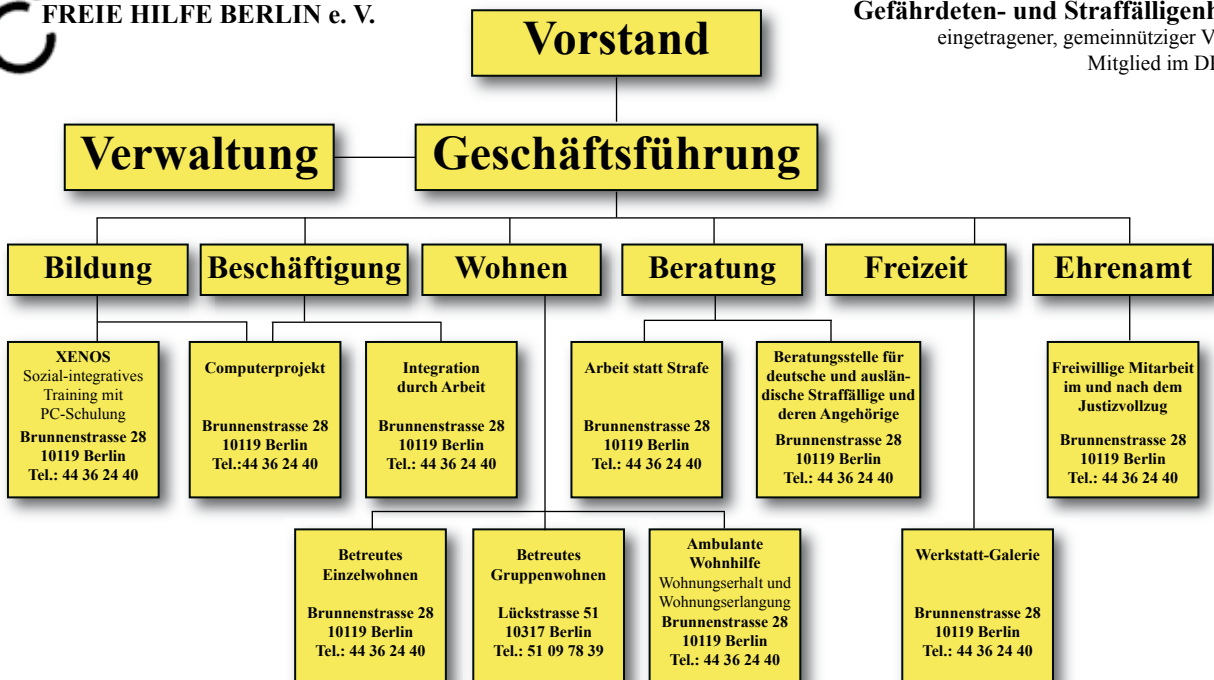 FREIE HILFE BERLIN e. V.
Gefährdeten- und Straffälligenh
eingetragener, gemeinnütziger V
Mitglied im
Vorstand
Verwaltung
Geschäftsführung
Bildung
Beschäftigung
Wohnen
Beratung
Freizeit
Ehrenamt
XENOS
Sozial-integratives
Training mit
PC-Schulung
Brunnenstrasse 28
10119 Berlin
Tel.: 44 36 24 40
Computerprojekt
Brunnenstrasse 28
10119 Berlin
Tel.:44 36 24 40
Integration
durch Arbeit
Brunnenstrasse 28
10119 Berlin
Tel.: 44 36 24 40
Arbeit statt Strafe
Brunnenstrasse 28
10119 Berlin
Tel.: 44 36 24 40
Beratungsstelle für
deutsche und auslän-
dische Straffällige und
deren Angehörige
Brunnenstrasse 28
10119 Berlin
Tel.: 44 36 24 40
Freiwillige Mitarbeit
im und nach dem
Justizvollzug
Brunnenstrasse 28
10119 Berlin
Tel.: 44 36 24 40
Betreutes
Einzelwohnen
Brunnenstrasse 28
10119 Berlin
Tel.: 44 36 24 40
Betreutes
Gruppenwohnen
Lückstrasse 51
10317 Berlin
Tel.: 51 09 78 39
Ambulante
Wohnhilfe
Wohnungserhalt und
Wohnungserlangung
Brunnenstrasse 28
10119 Berlin
Tel.: 44 36 24 40
Werkstatt-Galerie
Brunnenstrasse 28
10119 Berlin
Tel.: 44 36 24 40